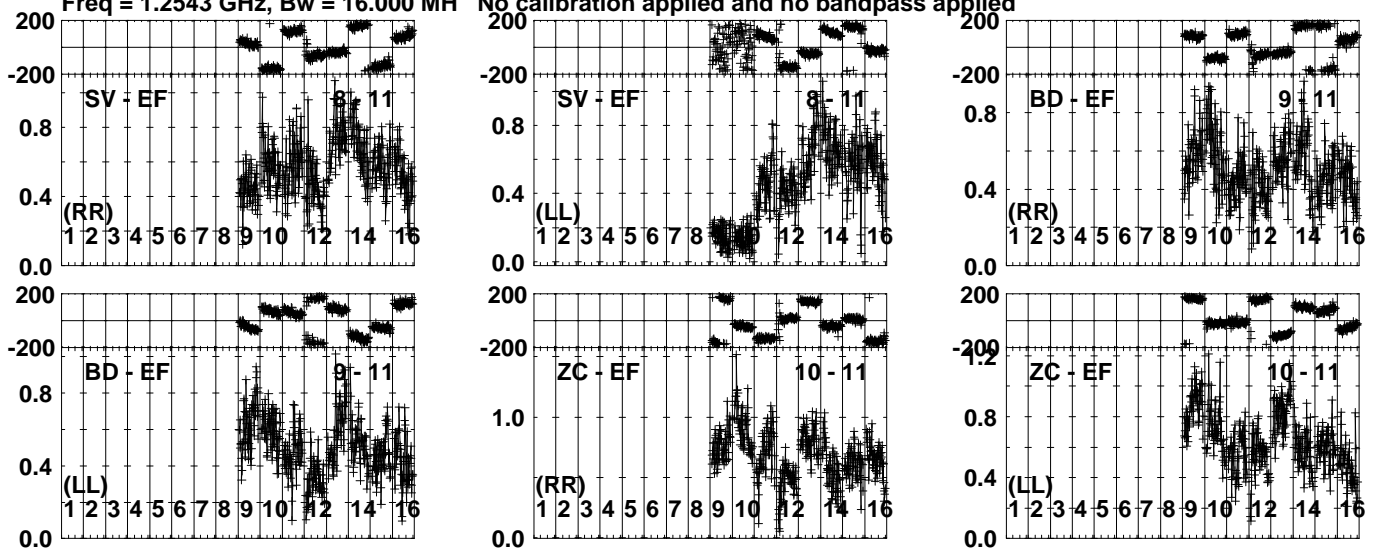 Freq = 1.2543 GHz, Bw = 16.000 MH No calibration applied and no bandpass applied
200 200 200
-200 -200 -200
SV - EF 8 - 11 SV - EF 8 - 11 BD - EF 9 - 11
0.8 0.8 0.8
0.4 0.4 0.4
(RR) (LL) (RR)
1 2 3 4 5 6 7 8 9 10 12 14 16 1 2 3 4 5 6 7 8 10 12 14 16 1 2 3 4 5 6 7 8 9 10 12 14 16
0.0 0.0 0.0
200 200 200
-200 -200 -200
1.2
BD - EF 9 - 11 ZC - EF 10 - 11 ZC - EF 10 - 11
0.8 1.0 0.8
0.4 0.4
(LL) (RR) (LL)
1 2 3 4 5 6 7 8 9 10 12 14 16 1 2 3 4 5 6 7 8 9 10 12 14 16 1 2 3 4 5 6 7 8 9 10 12 14 16
0.0 0.0 0.0